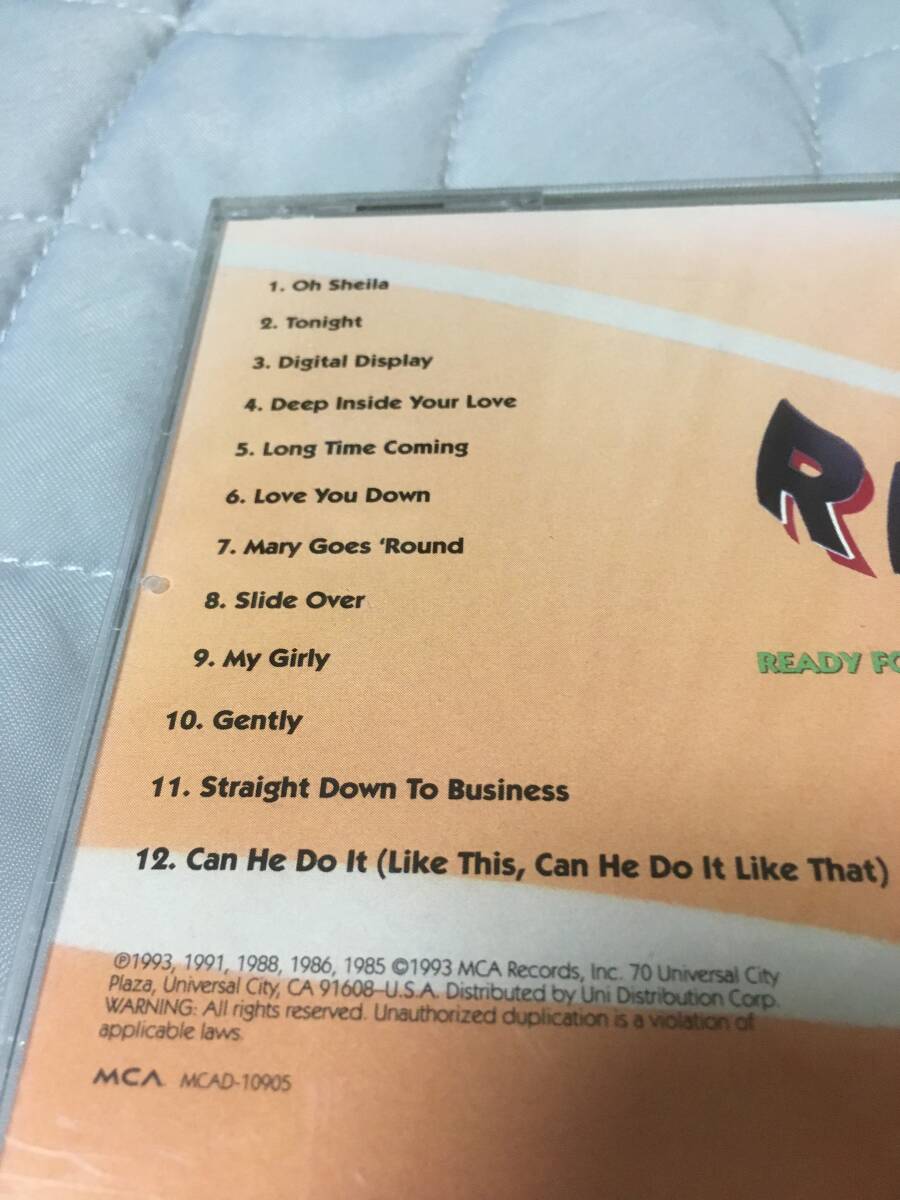 1. Oh Sheila
2. Tonight
3. Digital Display
4. Deep Inside Your Love
5. Long Time Coming
6. Love You Down
7. Mary Goes ‘Round
8. Slide Over
9. My Girly
10. Gently
11. Straight Down To Business
12. Can He Do It (Like This, Can He Do It Like That)
R
READY FO
℗1993, 1991, 1988, 1986, 1985 ©1993 MCA Records, Inc. 70 Universal City
Plaza, Universal City, CA 91608–U.S.A. Distributed by Uni Distribution Corp.
WARNING: All rights reserved. Unauthorized duplication is a violation of
applicable laws.
MCA MCAD-10905